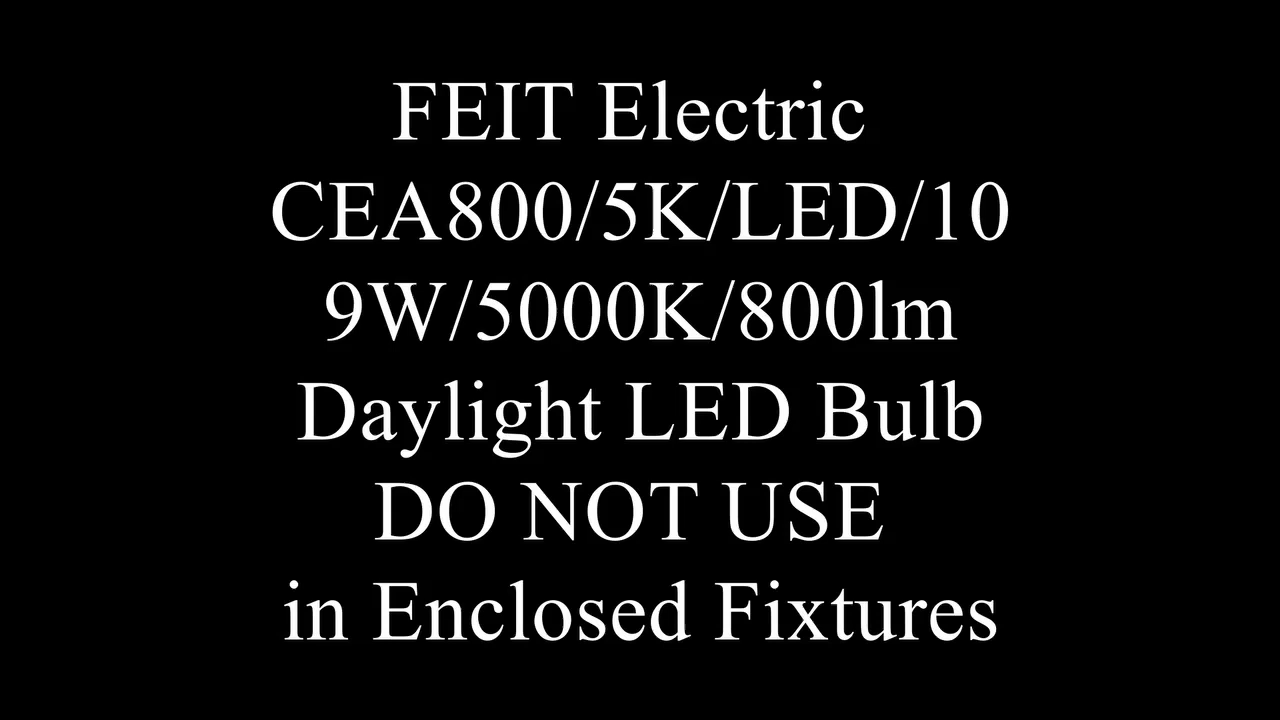 FEIT Electric
CEA800/5K/LED/10
9W/5000K/800lm
Daylight LED Bulb
DO NOT USE
in Enclosed Fixtures